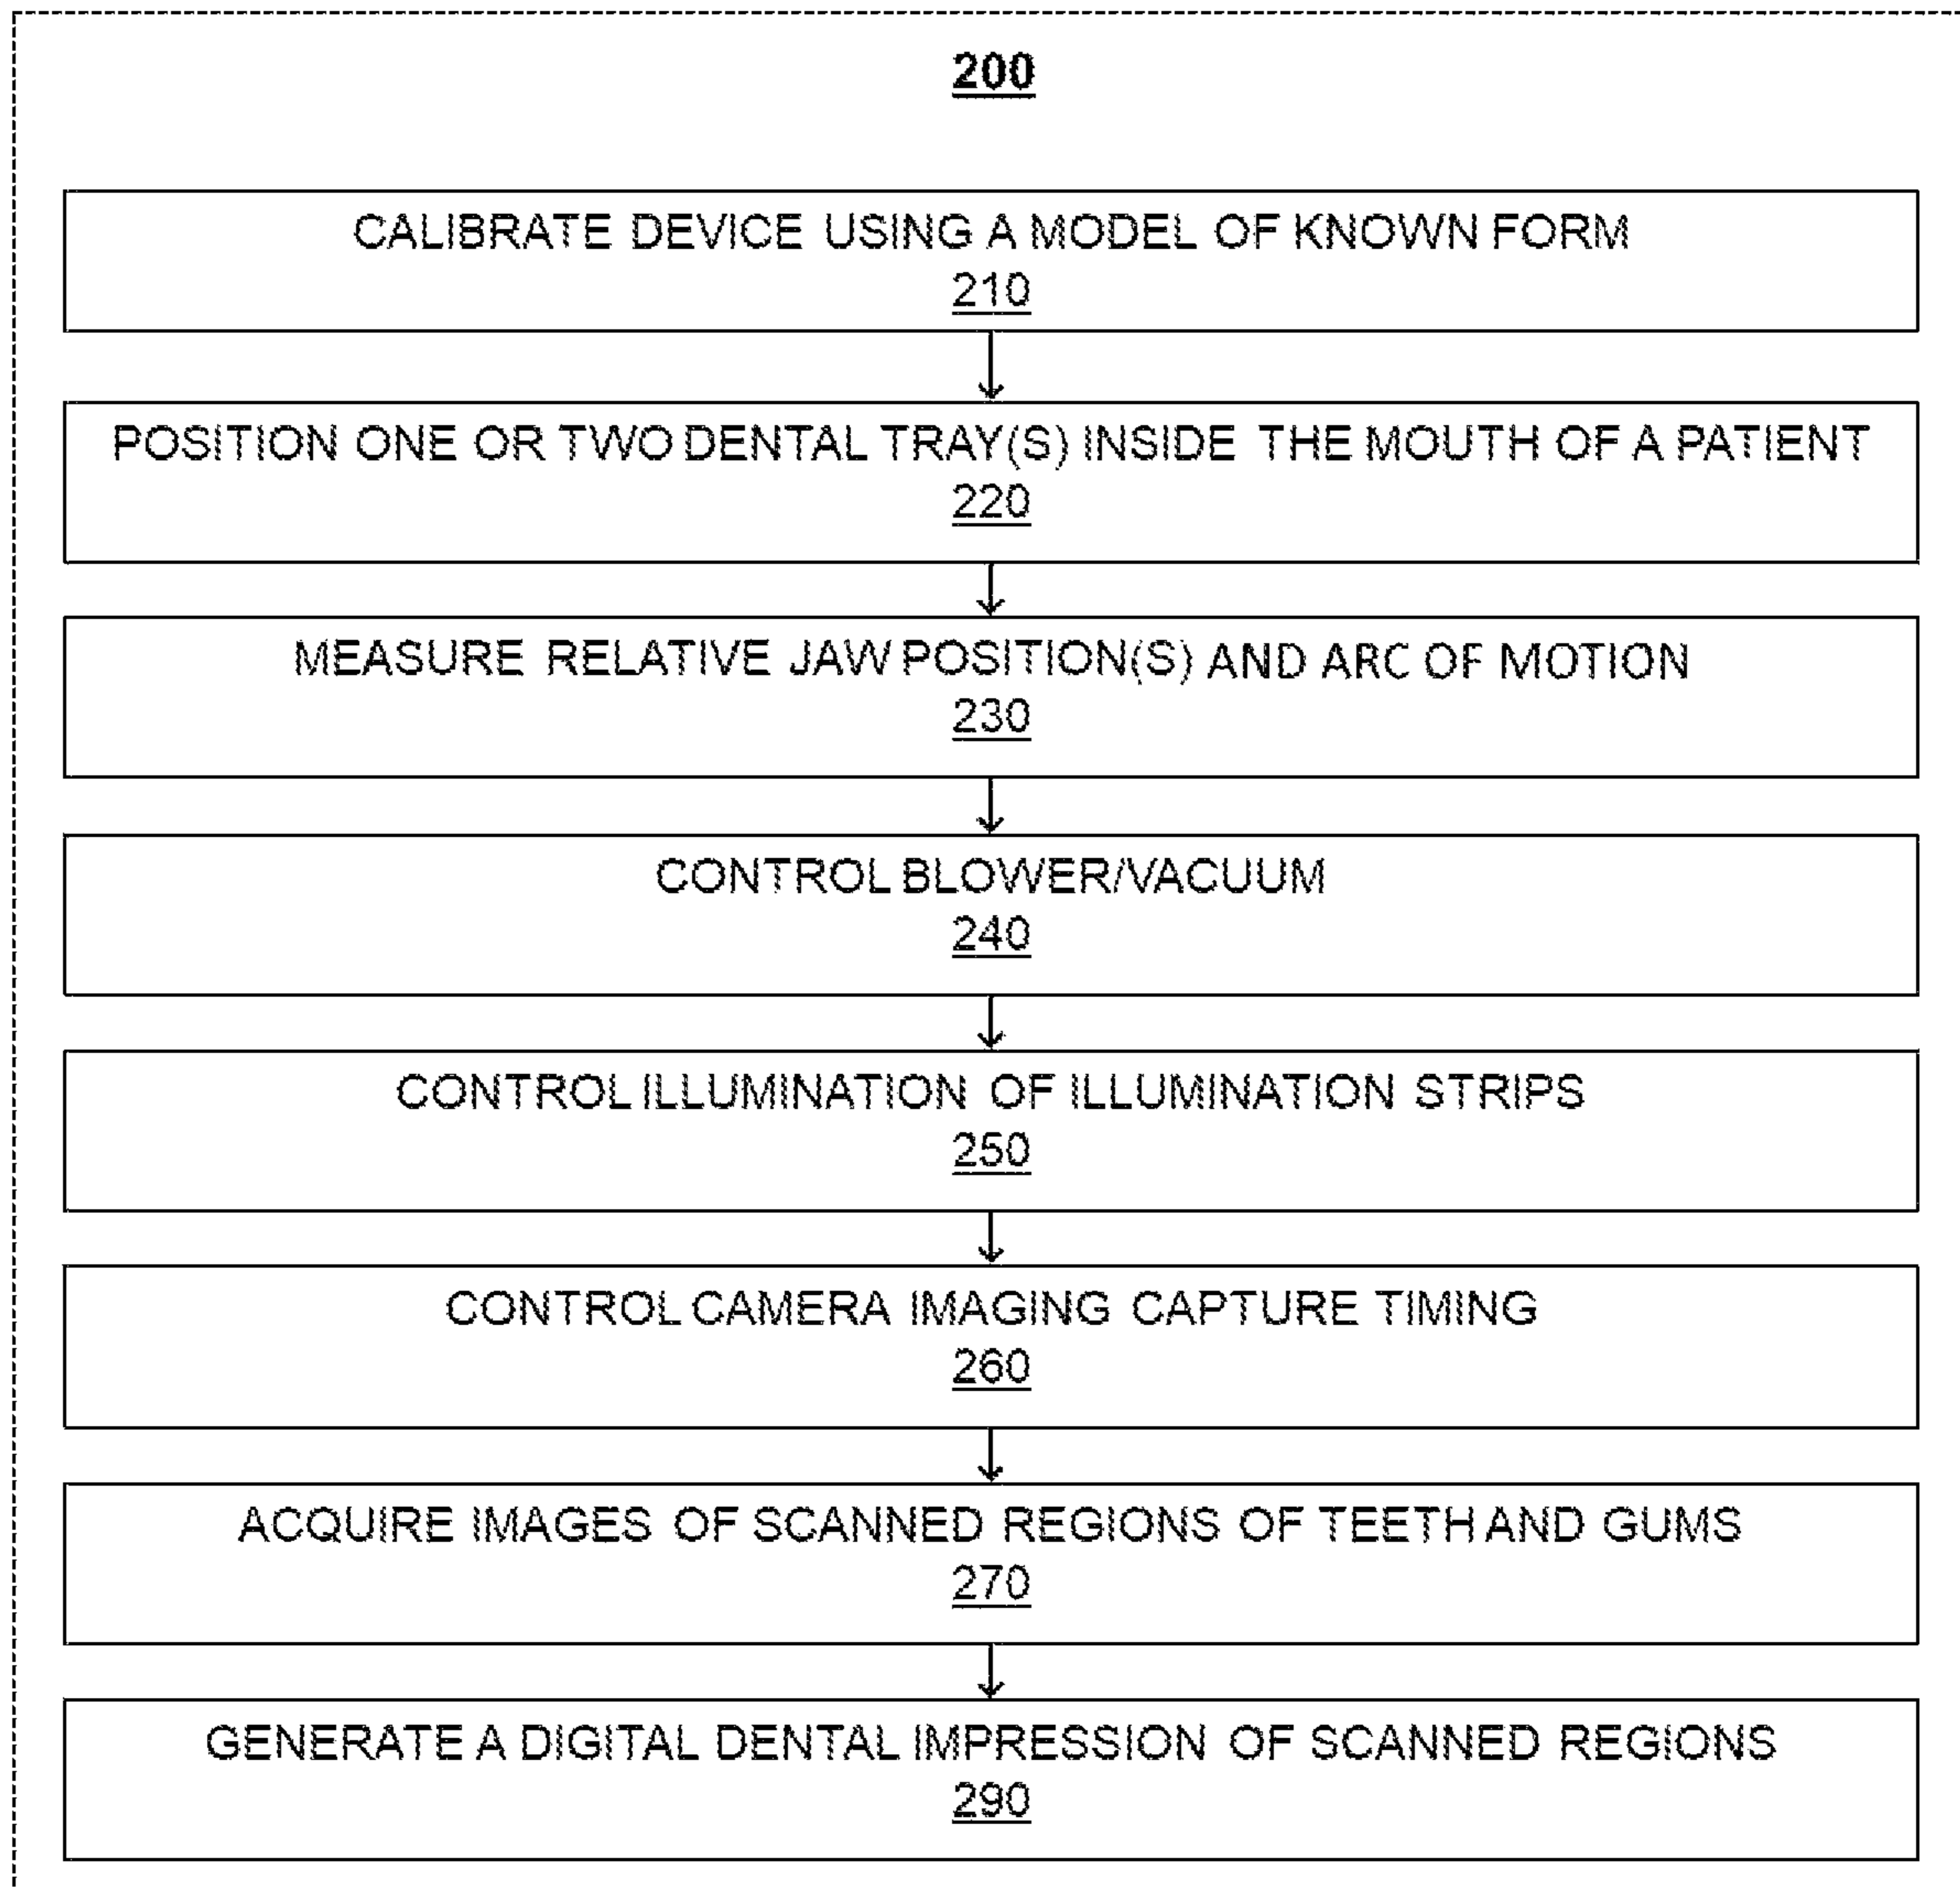 200
CALIBRATE DEVICE USING A MODEL OF KNOWN FORM
210
POSITION ONE OR TWO DENTAL TRAY(S) INSIDE THE MOUTH OF A PATIENT
220
MEASURE RELATIVE JAW POSITION(S) AND ARC OF MOTION
230
CONTROL BLOWER/VACUUM
240
CONTROL ILLUMINATION OF ILLUMINATION STRIPS
250
CONTROL CAMERA IMAGING CAPTURE TIMING
260
ACQUIRE IMAGES OF SCANNED REGIONS OF TEETH AND GUMS
270
GENERATE A DIGITAL DENTAL IMPRESSION OF SCANNED REGIONS
290